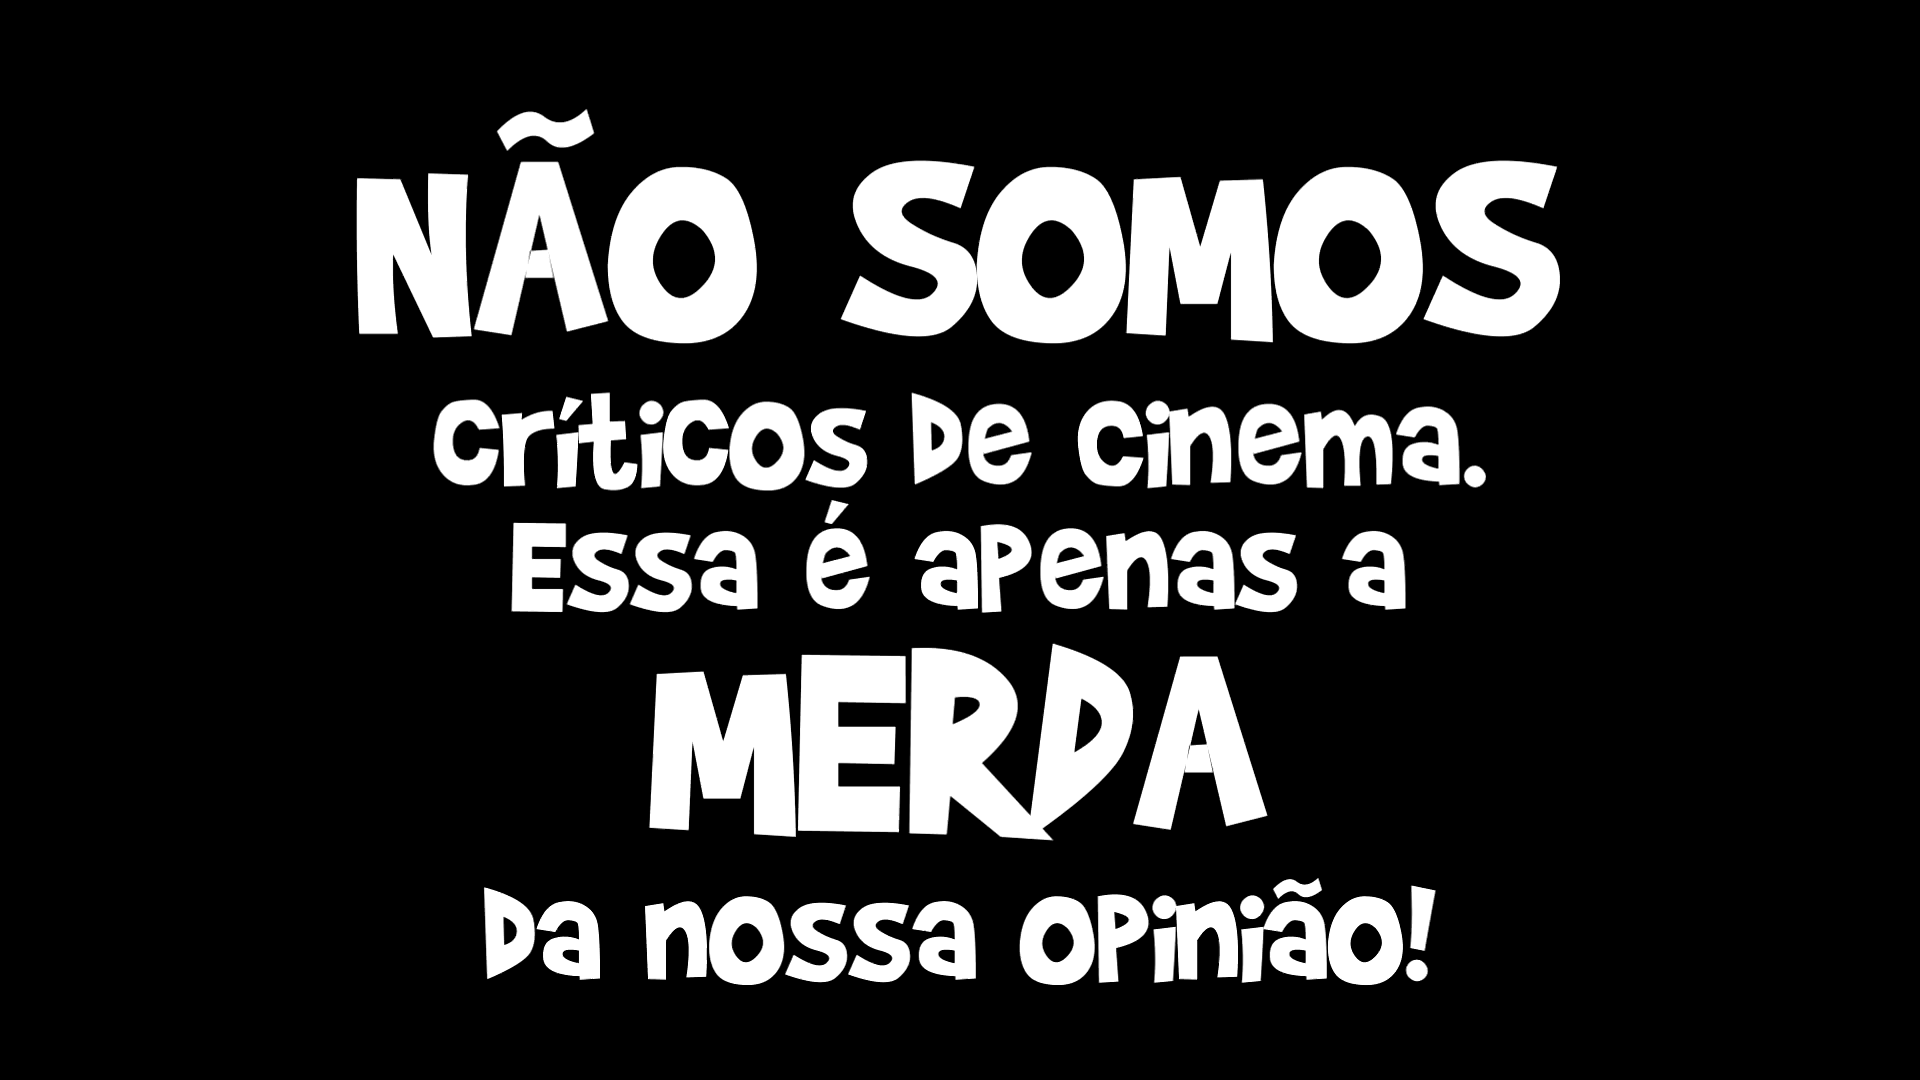 NÃO SOMOS
críticos de cinema.
Essa é apenas a
MERDA
da nossa opinião!